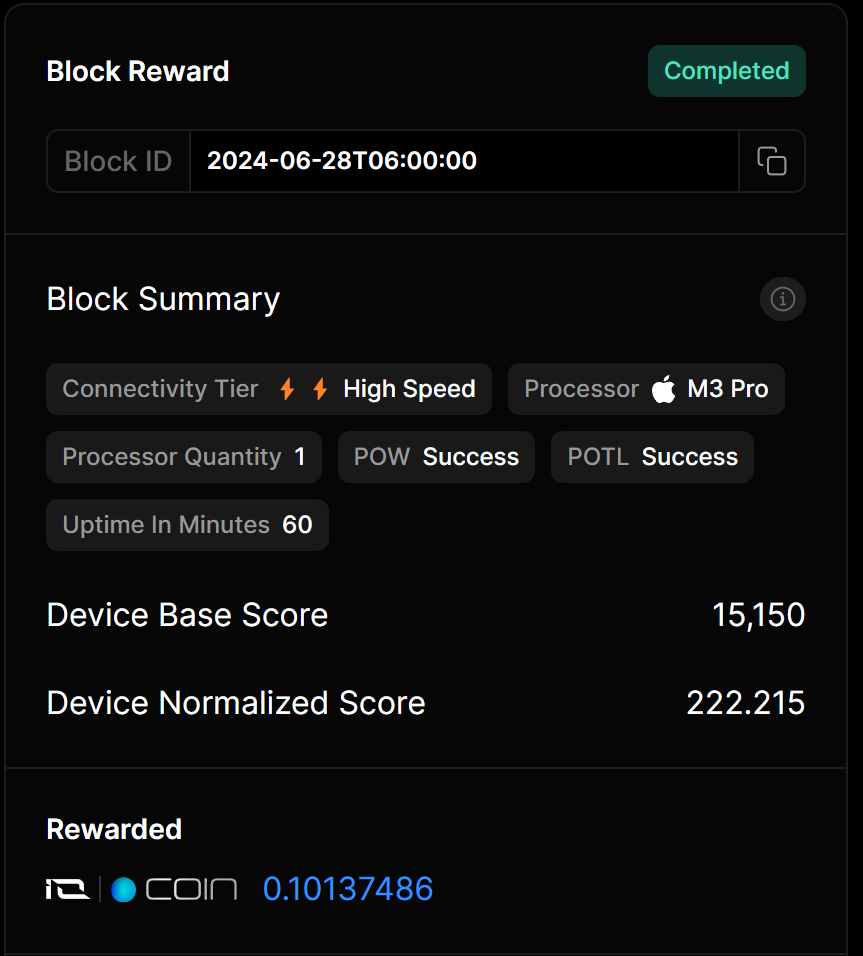 Block Reward Completed
Block ID 2024-06-28T06:00:00
Block Summary
Connectivity Tier High Speed Processor M3 Pro
Processor Quantity 1 POW Success POTL Success
Uptime In Minutes 60
Device Base Score 15,150
Device Normalized Score 222.215
Rewarded
io COIN 0.10137486